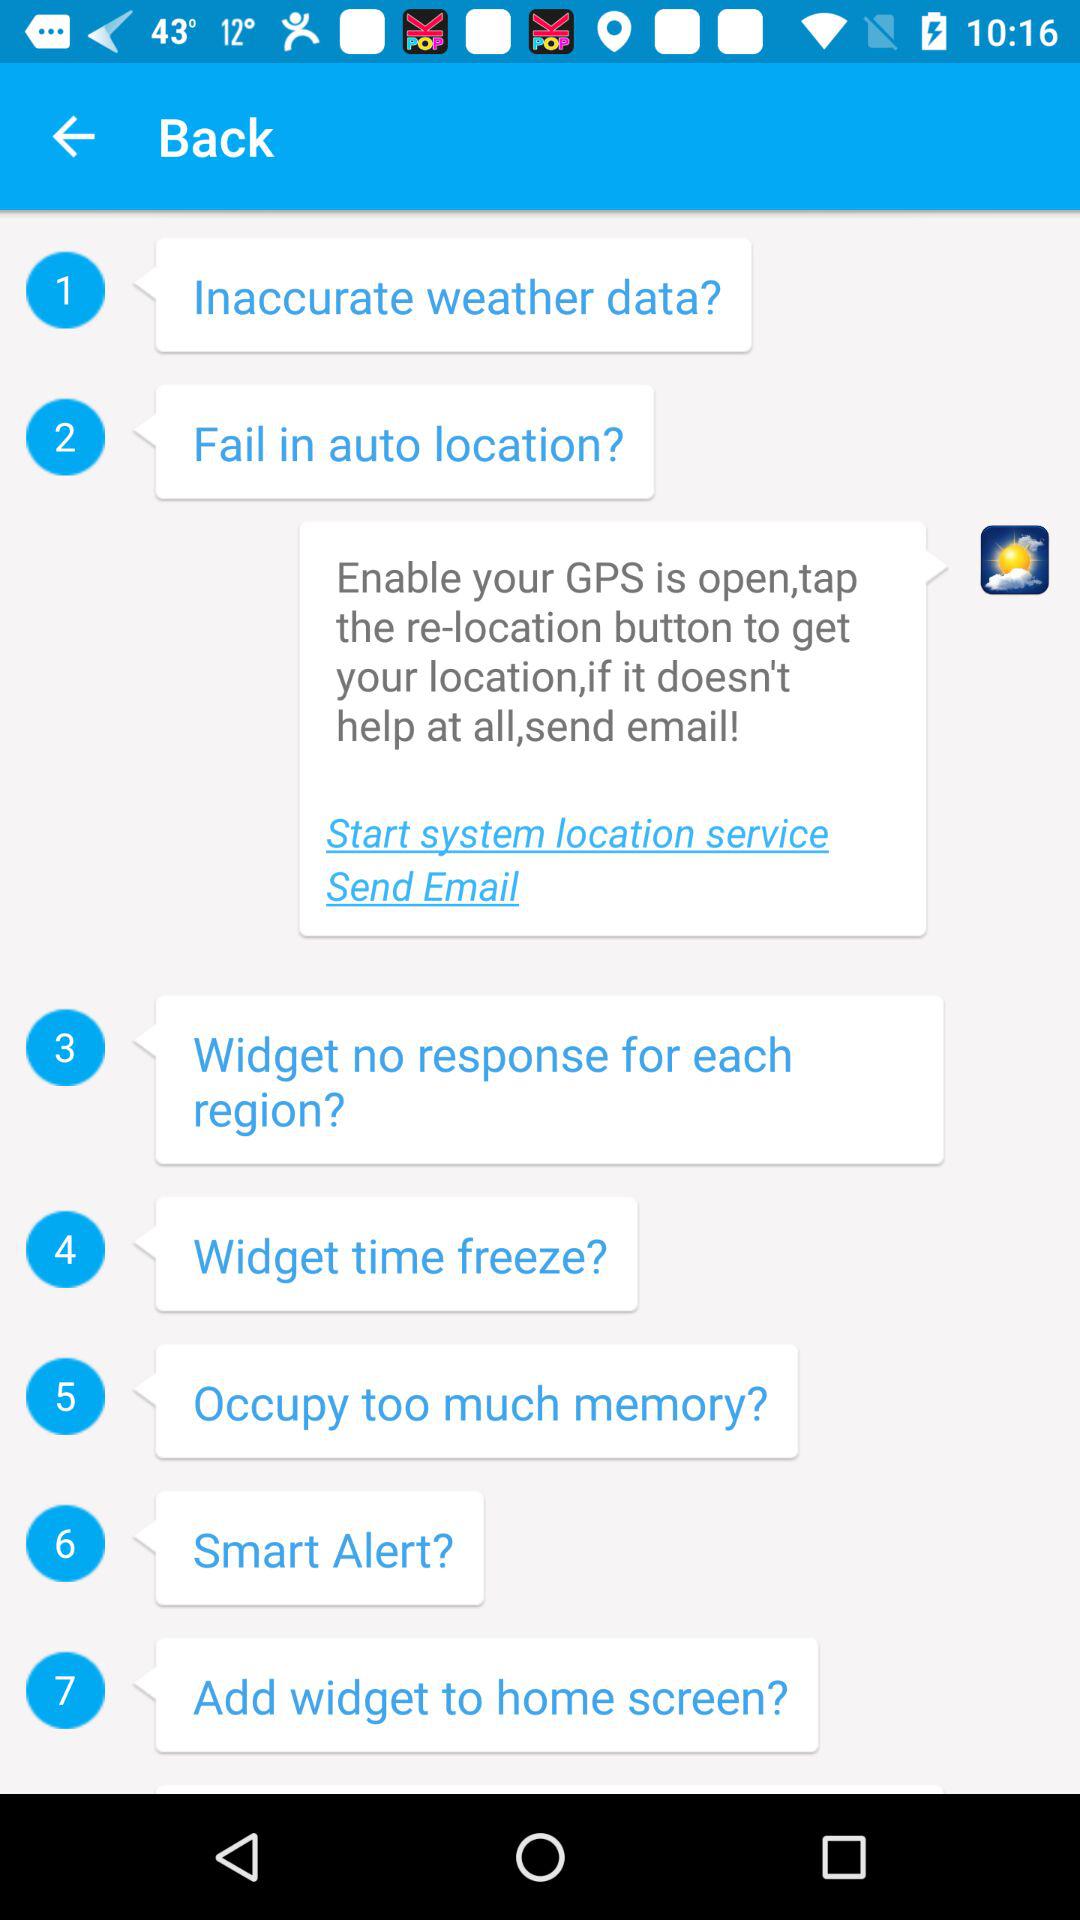 43° 12° K POP K POP 10:16
Back
1 Inaccurate weather data?
2 Fail in auto location?
Enable your GPS is open,tap
the re-location button to get
your location,if it doesn't
help at all,send email!
Start system location service
Send Email
3 Widget no response for each
region?
4 Widget time freeze?
5 Occupy too much memory?
6 Smart Alert?
7 Add widget to home screen?